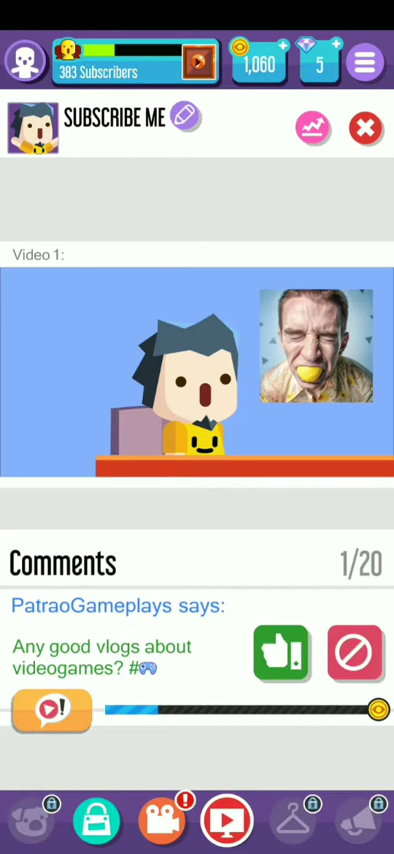 383 Subscribers
1,060
5
SUBSCRIBE ME
Video 1:
Comments
1/20
PatraoGameplays says:
Any good vlogs about
videogames? #🎮
!
!